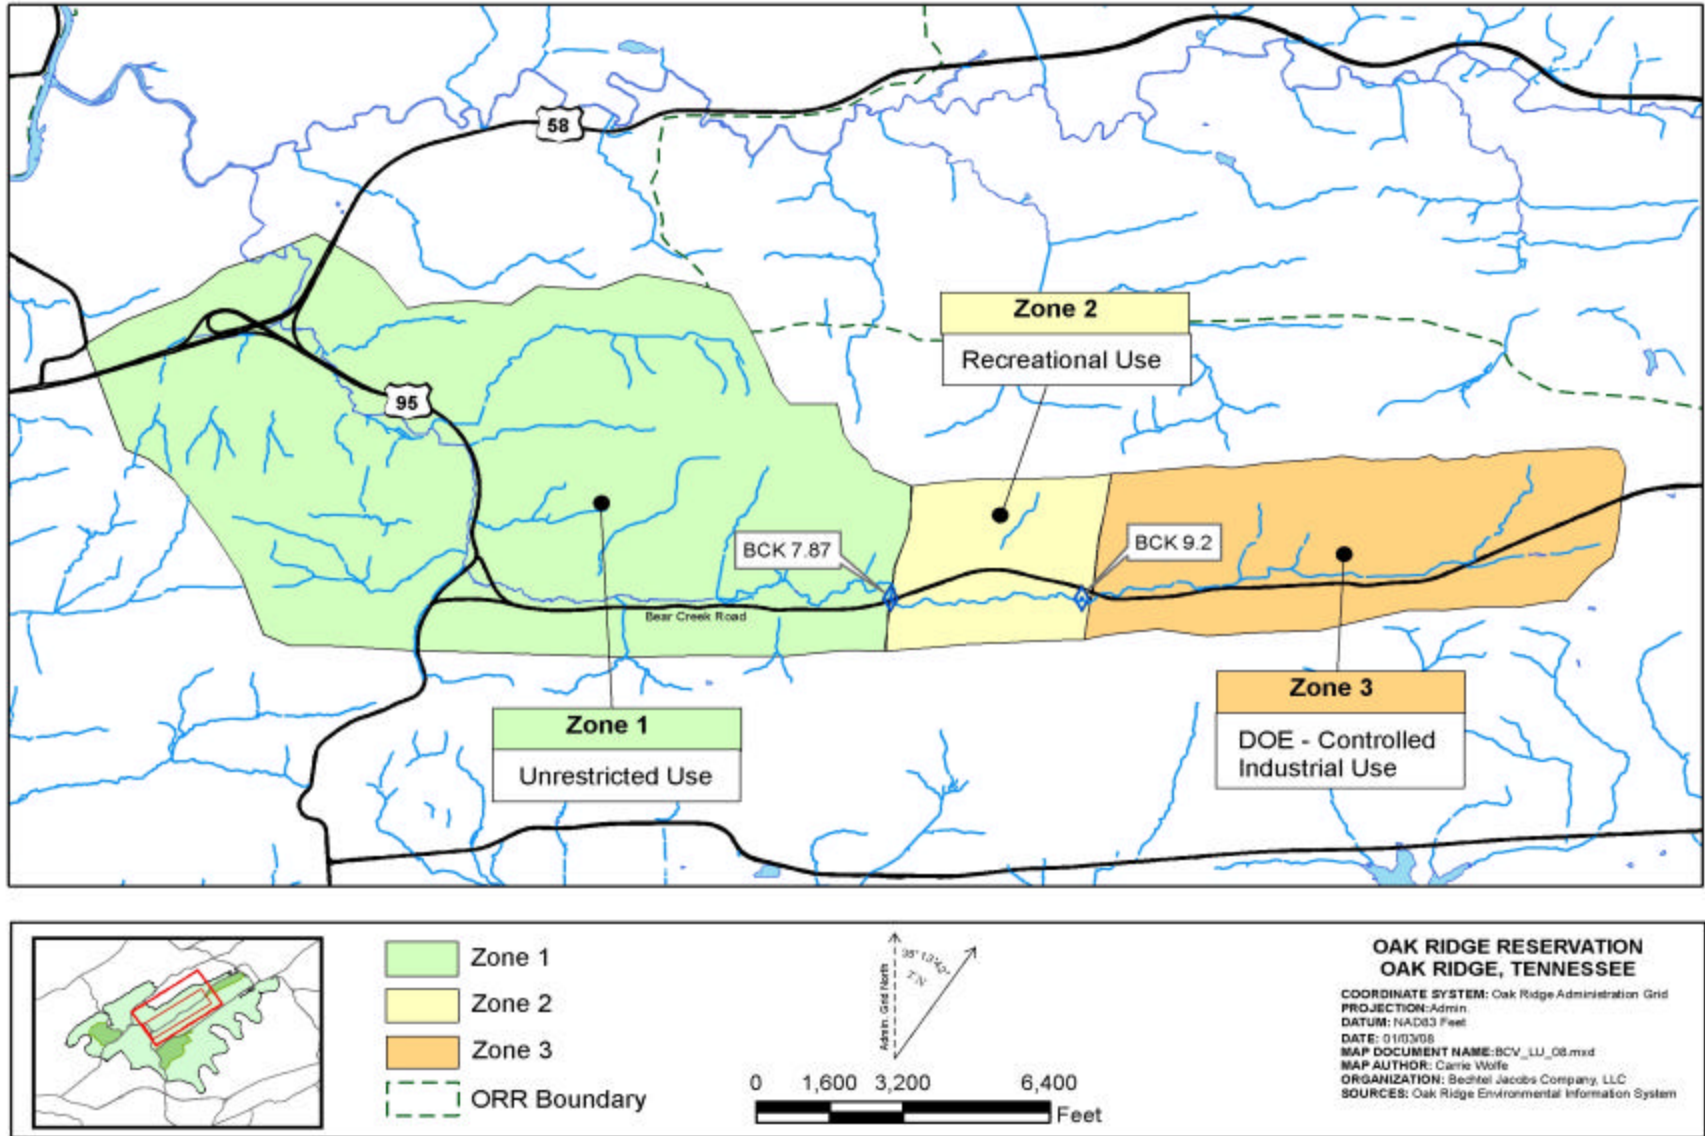 58
Zone 2
Recreational Use
95
BCK 7.87
BCK 9.2
Bear Creek Road
Zone 1
Unrestricted Use
Zone 3
DOE - Controlled
Industrial Use
Zone 1
Zone 2
Zone 3
ORR Boundary
Admin. Grid North
T.N.
0 1,600 3,200 6,400
Feet
OAK RIDGE RESERVATION
OAK RIDGE, TENNESSEE
COORDINATE SYSTEM: Oak Ridge Administration Grid
PROJECTION:Admin.
DATUM: NAD83 Feet
DATE: 01/03/08
MAP DOCUMENT NAME:BCV_LU_08.mxd
MAP AUTHOR: Carrie Wolfe
ORGANIZATION: Bechtel Jacobs Company, LLC
SOURCES: Oak Ridge Environmental Information System